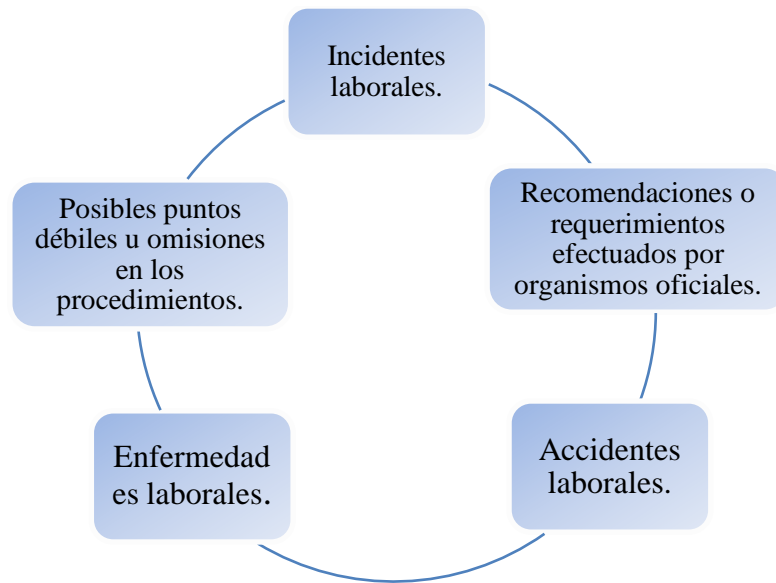 Incidentes
laborales.
Recomendaciones o
requerimientos
efectuados por
organismos oficiales.
Accidentes
laborales.
Enfermedad
es laborales.
Posibles puntos
débiles u omisiones
en los
procedimientos.